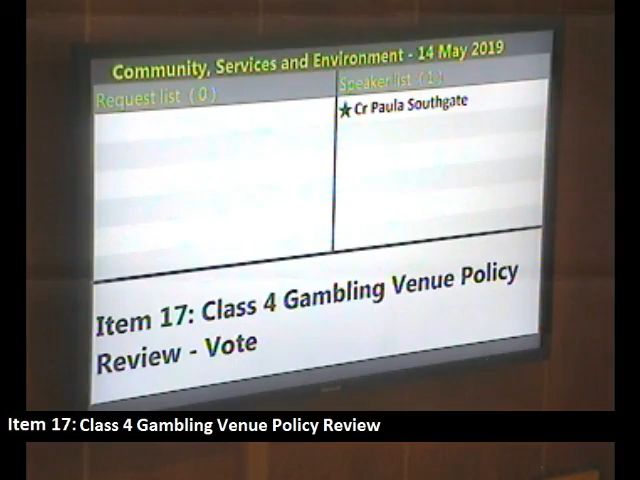 Community, Services and Environment - 14 May 2019
Request list ( 0 )
Speaker list ( 1 )
★ Cr Paula Southgate
Item 17: Class 4 Gambling Venue Policy
Review - Vote
Item 17: Class 4 Gambling Venue Policy Review